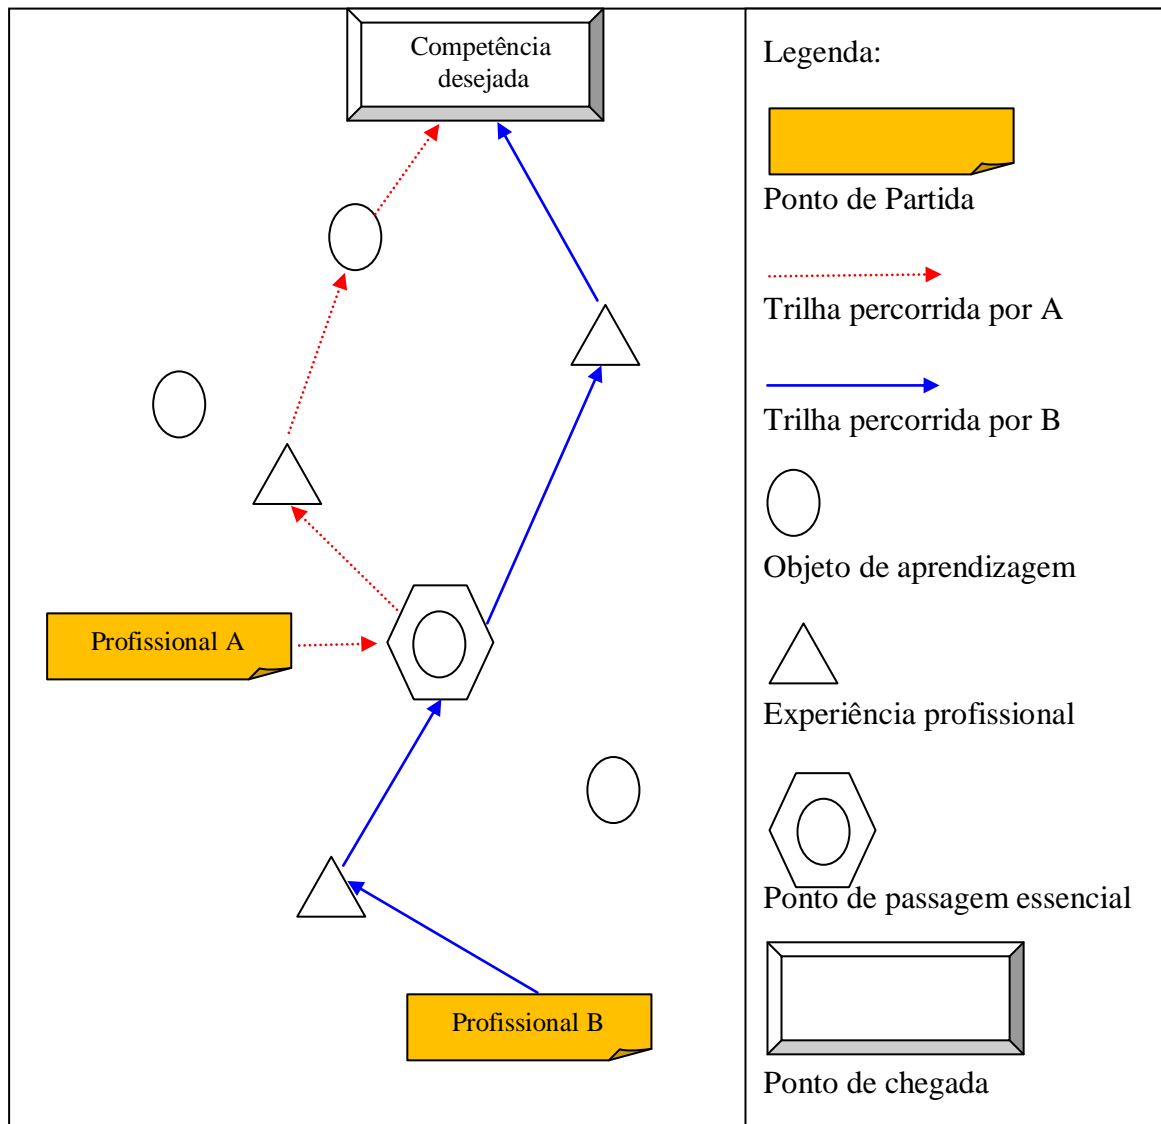 Competência
desejada
Profissional A
Profissional B
Legenda:
Ponto de Partida
Trilha percorrida por A
Trilha percorrida por B
Objeto de aprendizagem
Experiência profissional
Ponto de passagem essencial
Ponto de chegada